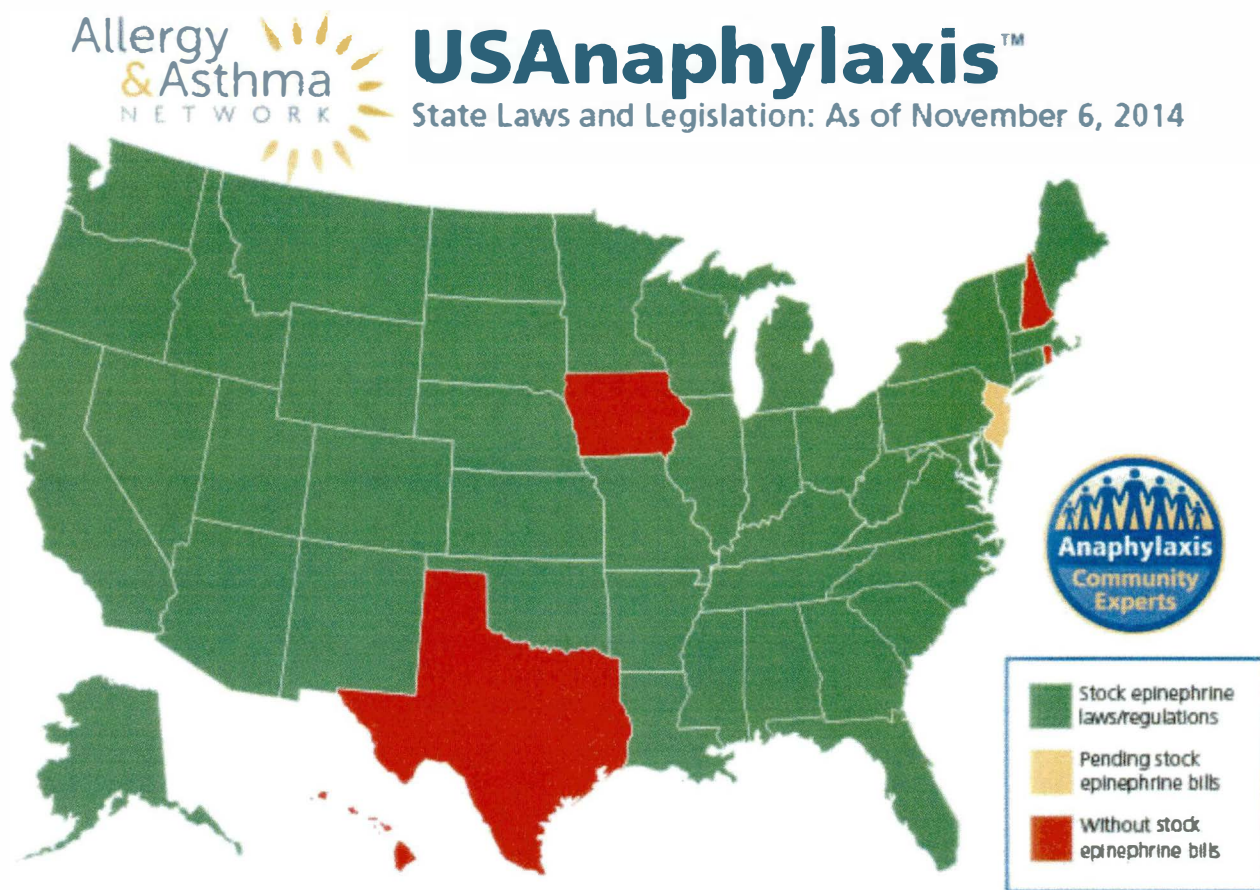 Allergy
&Asthma
NETWORK
USAnaphylaxis™
State Laws and Legislation: As of November 6, 2014
Anaphylaxis
Community
Experts
Stock epinephrine
laws/regulations
Pending stock
epinephrine bills
Without stock
epinephrine bills